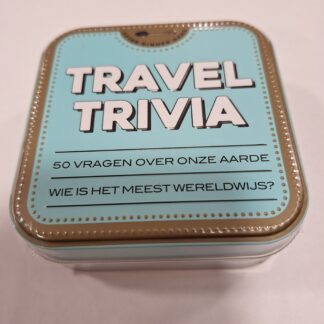 TRAVEL
TRIVIA
50 VRAGEN OVER ONZE AARDE
WIE IS HET MEEST WERELDWIJS?